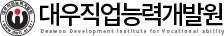 대우직업능력개발원
Daewoo Development Institute for Vocational ability